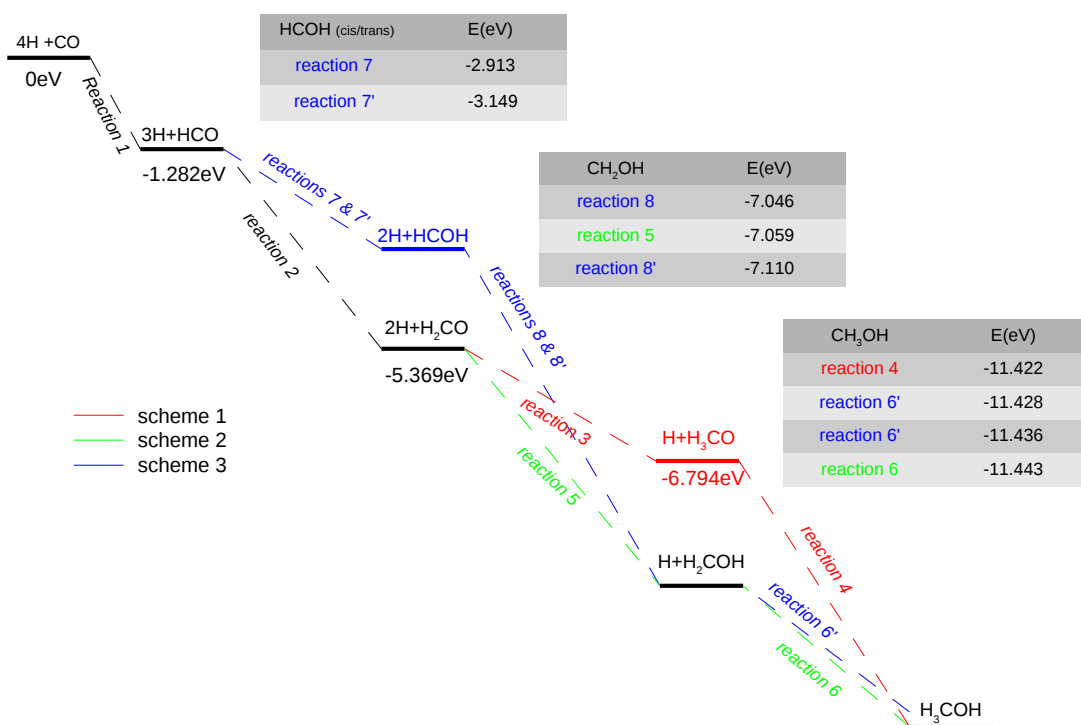 4H +CO
0eV
Reaction 1
HCOH (cis/trans) E(eV)
reaction 7 -2.913
reaction 7' -3.149
3H+HCO
-1.282eV
reactions 7 & 7'
reaction 2
CH₂OH E(eV)
reaction 8 -7.046
reaction 5 -7.059
reaction 8' -7.110
2H+HCOH
reactions 8 & 8'
2H+H₂CO
-5.369eV
CH₃OH E(eV)
reaction 4 -11.422
reaction 6' -11.428
reaction 6' -11.436
reaction 6 -11.443
scheme 1
scheme 2
scheme 3
reaction 3
reaction 5
H+H₃CO
-6.794eV
reaction 4
H+H₂COH
reaction 6'
reaction 6
H₃COH